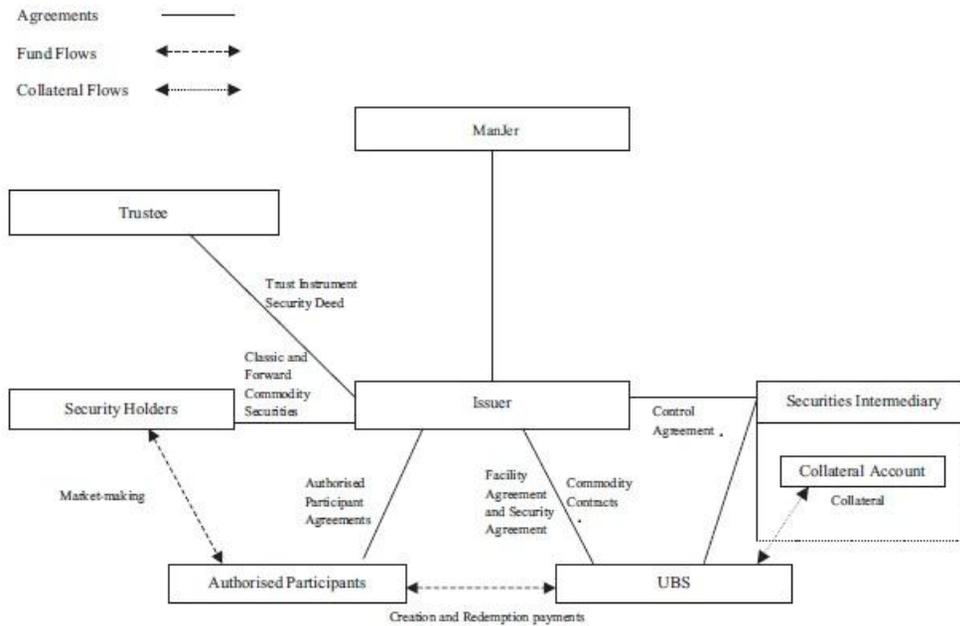 Agreements
Fund Flows
Collateral Flows
ManJer
Trustee
Trust Instrument
Security Deed
Classic and
Forward
Commodity
Securities
Security Holders
Issuer
Securities Intermediary
Control
Agreement
Collateral Account
Collateral
Market-making
Authorised
Participant
Agreements
Facility
Agreement
and Security
Agreement
Commodity
Contracts
Authorised Participants
UBS
Creation and Redemption payments